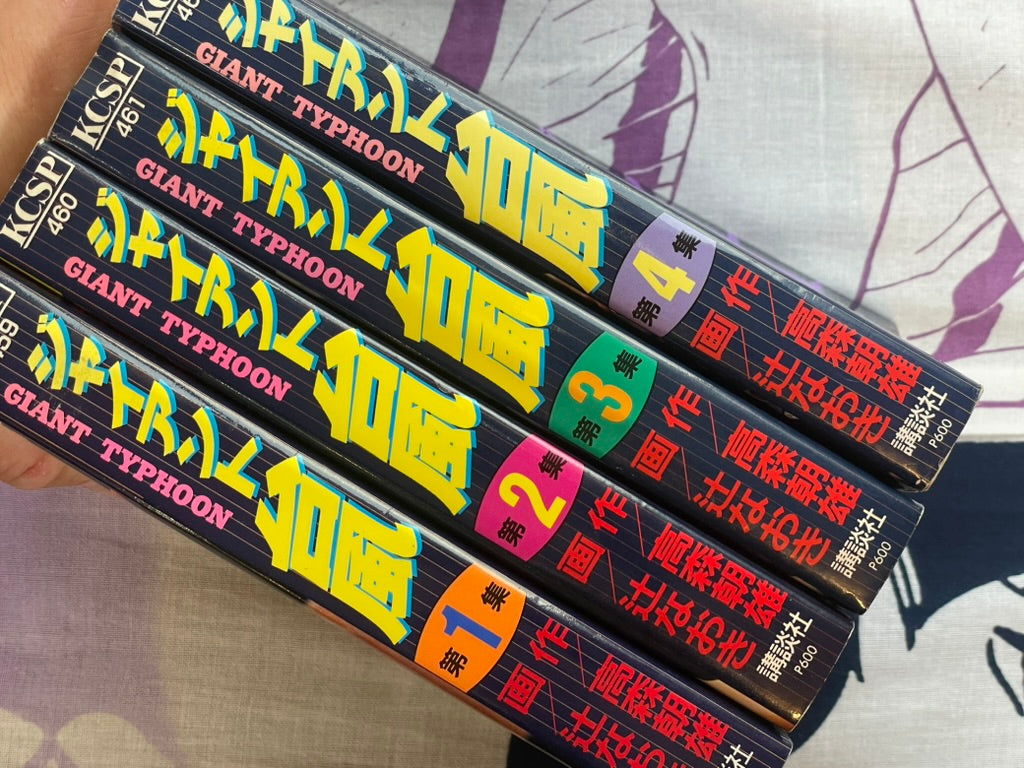 ジャイアント台風
GIANT TYPHOON
第4集
作/高森朝雄
画/辻なおき
講談社
P600
KCSP
461
ジャイアント台風
GIANT TYPHOON
第3集
作/高森朝雄
画/辻なおき
講談社
P600
KCSP
460
ジャイアント台風
GIANT TYPHOON
第2集
作/高森朝雄
画/辻なおき
講談社
P600
ジャイアント台風
GIANT TYPHOON
第1集
作/高森朝雄
画/辻なお